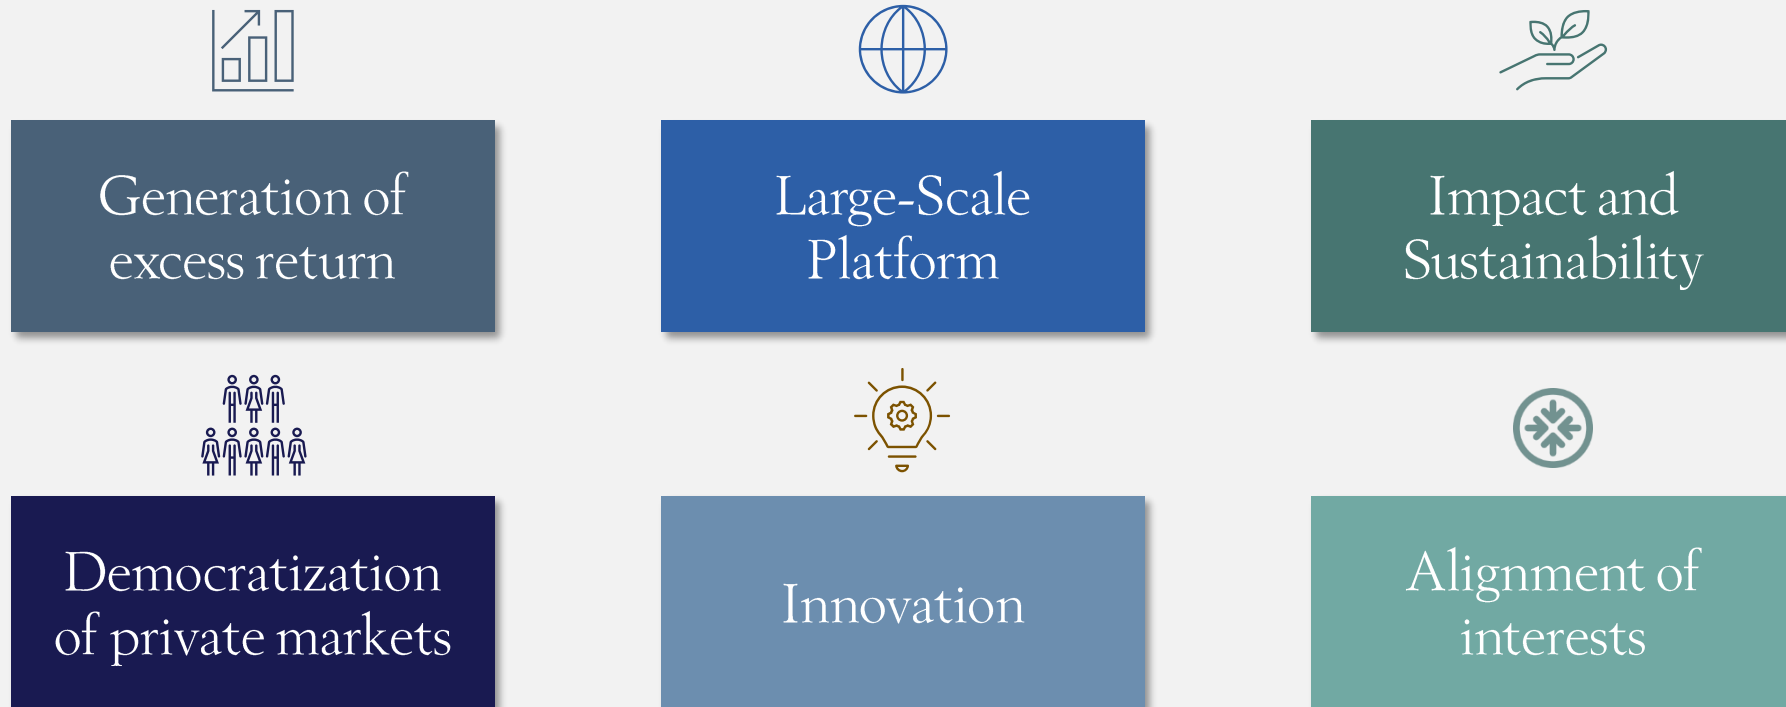 Generation of
excess return
Large-Scale
Platform
Impact and
Sustainability
Democratization
of private markets
Innovation
Alignment of
interests